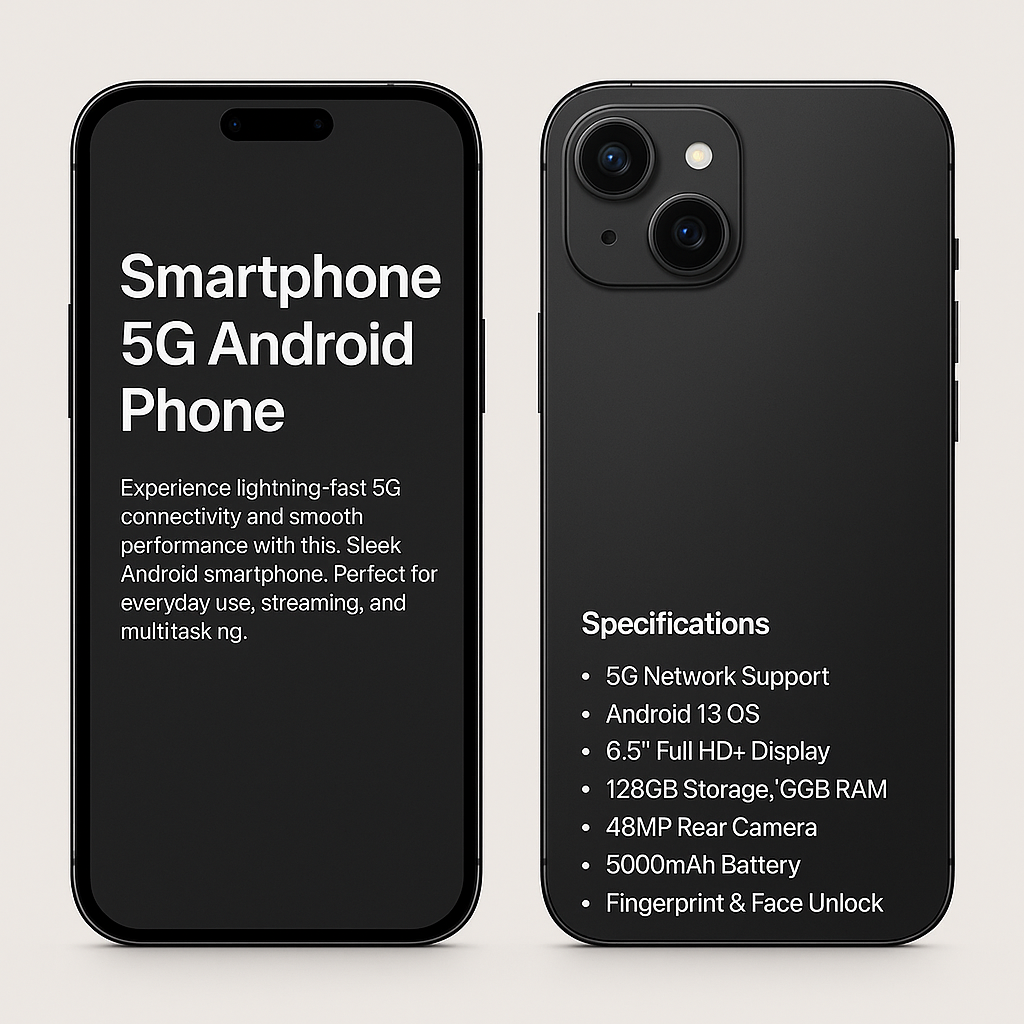 Smartphone
5G Android
Phone
Experience lightning-fast 5G
connectivity and smooth
performance with this. Sleek
Android smartphone. Perfect for
everyday use, streaming, and
multitask ng.
Specifications
• 5G Network Support
• Android 13 OS
• 6.5" Full HD+ Display
• 128GB Storage,'GGB RAM
• 48MP Rear Camera
• 5000mAh Battery
• Fingerprint & Face Unlock